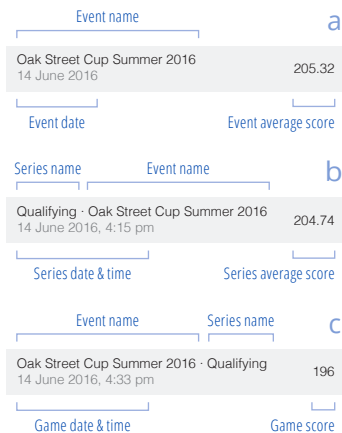 Event name
a
Oak Street Cup Summer 2016
14 June 2016
205.32
Event date
Event average score
Series name
Event name
b
Qualifying · Oak Street Cup Summer 2016
14 June 2016, 4:15 pm
204.74
Series date & time
Series average score
Event name
Series name
c
Oak Street Cup Summer 2016 · Qualifying
14 June 2016, 4:33 pm
196
Game date & time
Game score